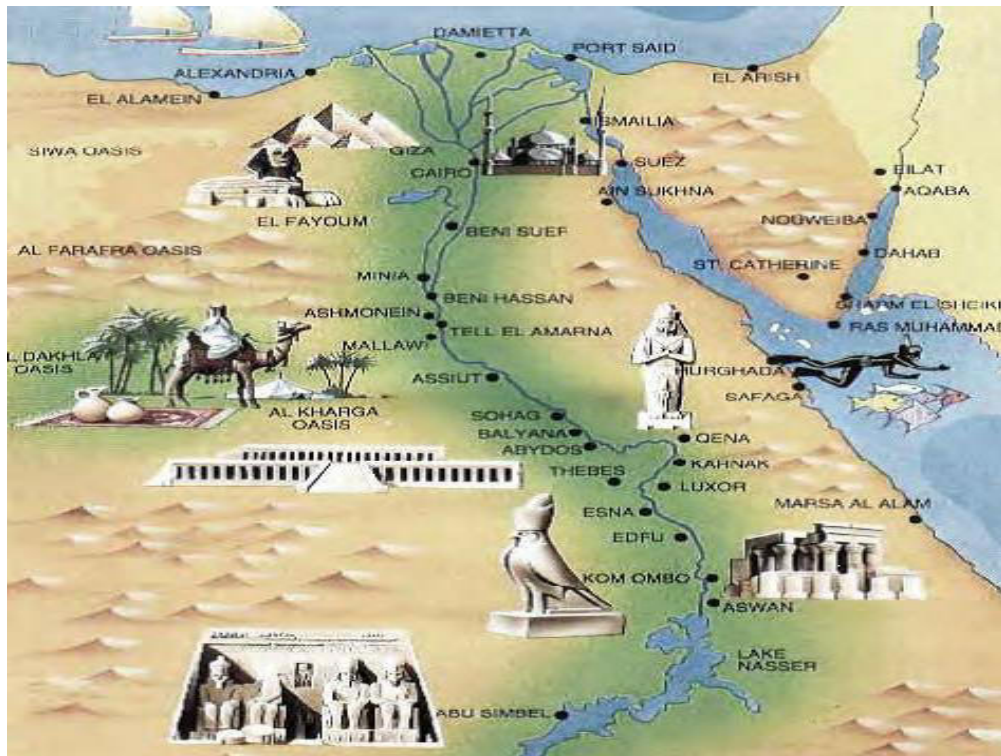 DAMIETTA
PORT SAID
ALEXANDRIA
EL ARISH
EL ALAMEIN
ISMAILIA
SIWA OASIS
GIZA
CAIRO
SUEZ
EILAT
AIN SUKHNA
AQABA
EL FAYOUM
NOUWEIBA
BENI SUEF
AL FARAFRA OASIS
DAHAB
ST. CATHERINE
MINIA
BENI HASSAN
SHARM EL SHEIKH
ASHMONEIN
TELL EL AMARNA
RAS MUHAMMAD
MALLAWI
L DAKHLA
OASIS
HURGHADA
ASSIUT
SAFAGA
AL KHARGA
OASIS
SOHAG
BALYANA
QENA
ABYDOS
THEBES
KARNAK
LUXOR
MARSA AL ALAM
ESNA
EDFU
KOM OMBO
ASWAN
LAKE
NASSER
ABU SIMBEL